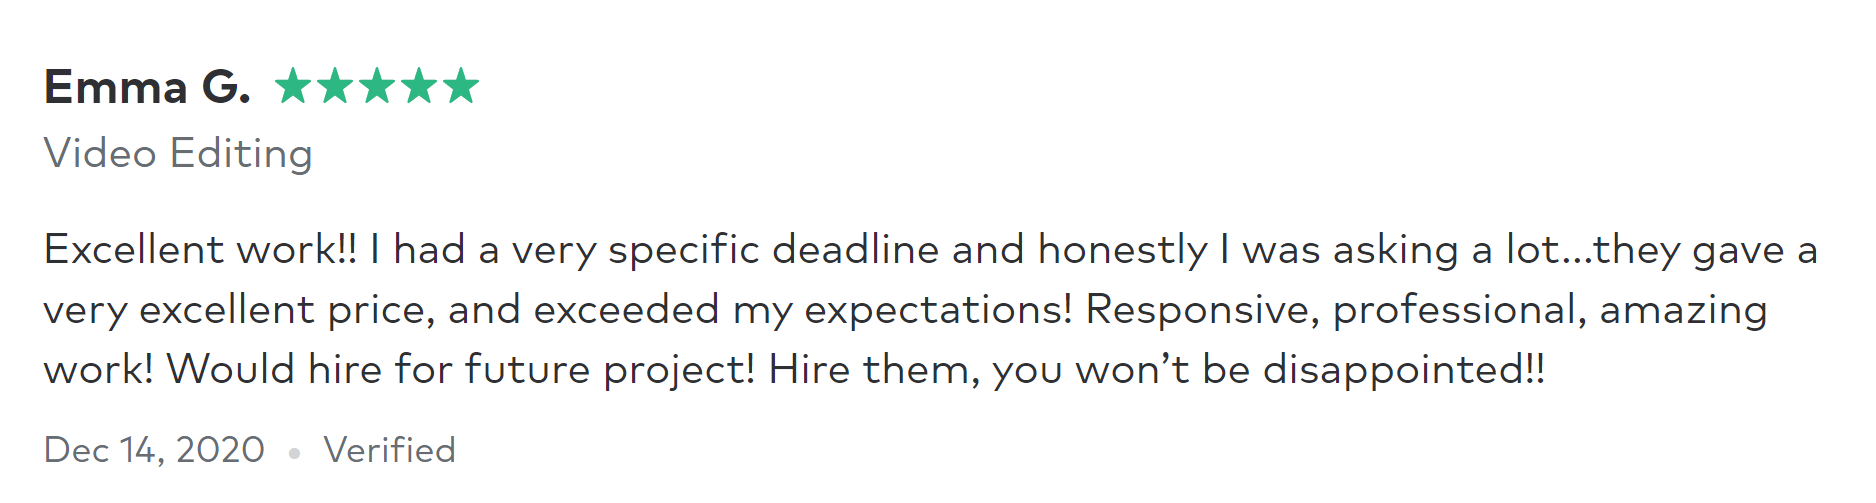 Emma G.
Video Editing
Excellent work!! I had a very specific deadline and honestly I was asking a lot...they gave a
very excellent price, and exceeded my expectations! Responsive, professional, amazing
work! Would hire for future project! Hire them, you won’t be disappointed!!
Dec 14, 2020 • Verified